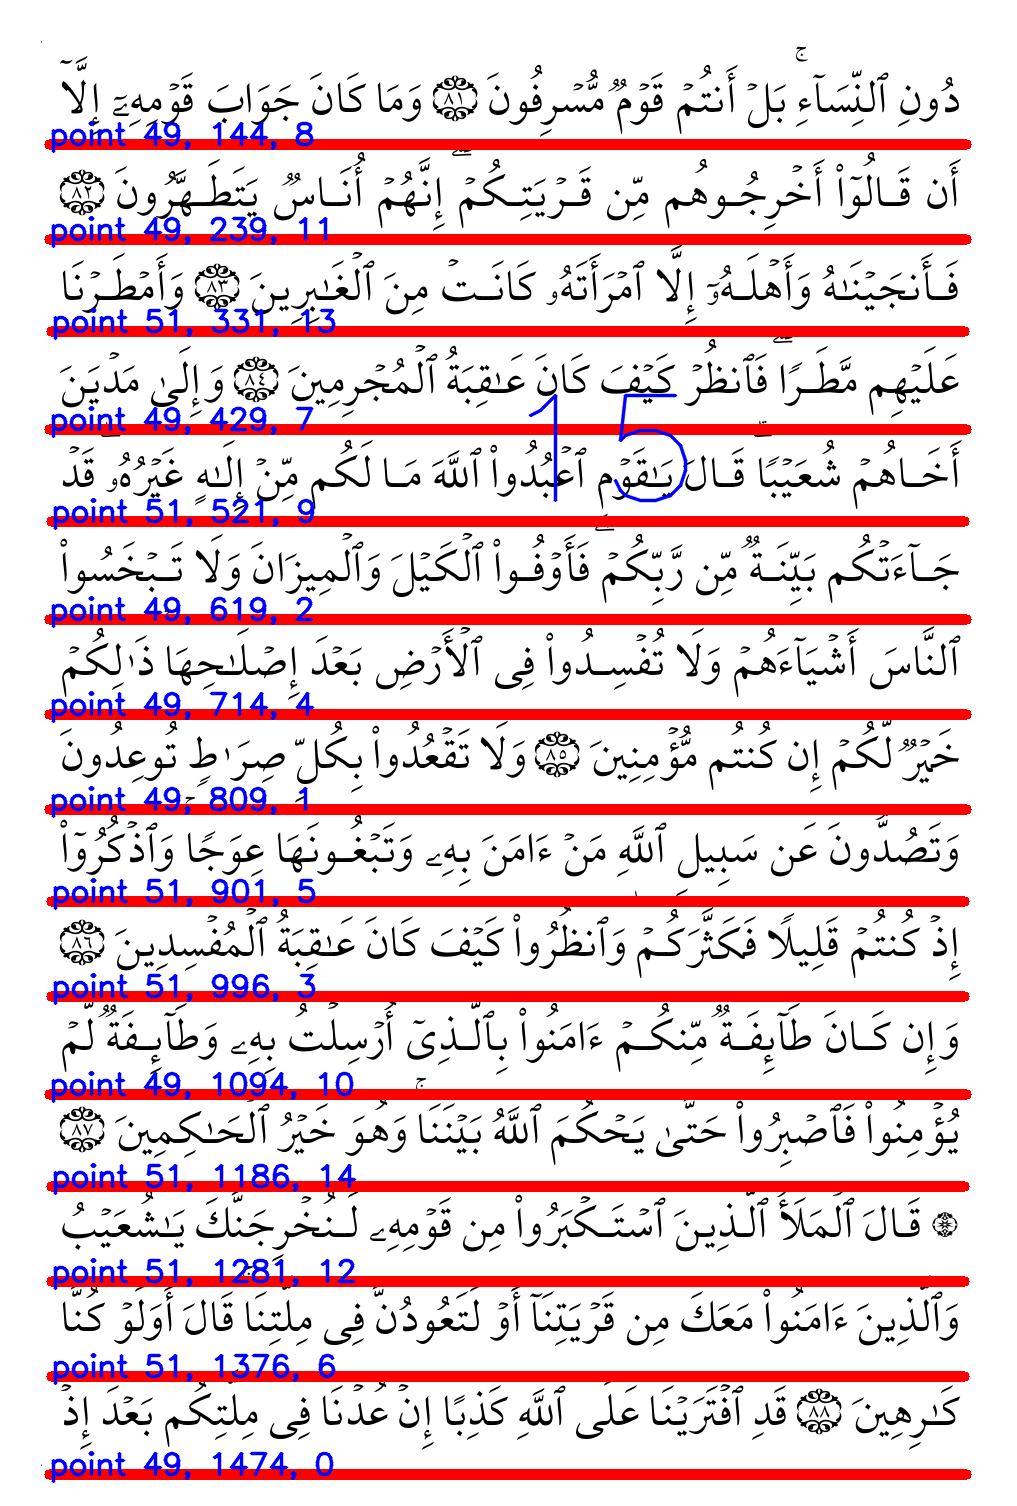 دُونِ ٱلنِّسَآءِۚ بَلۡ أَنتُمۡ قَوۡمٞ مُّسۡرِفُونَ ٨١ وَمَا كَانَ جَوَابَ قَوۡمِهِۦٓ إِلَّآ
point 49, 144, 8
أَن قَالُوٓاْ أَخۡرِجُوهُم مِّن قَرۡيَتِكُمۡۖ إِنَّهُمۡ أُنَاسٞ يَتَطَهَّرُونَ ٨٢
point 49, 239, 11
فَأَنجَيۡنَٰهُ وَأَهۡلَهُۥٓ إِلَّا ٱمۡرَأَتَهُۥ كَانَتۡ مِنَ ٱلۡغَٰبِرِينَ ٨٣ وَأَمۡطَرۡنَا
point 51, 331, 13
عَلَيۡهِم مَّطَرٗاۖ فَٱنظُرۡ كَيۡفَ كَانَ عَٰقِبَةُ ٱلۡمُجۡرِمِينَ ٨٤ وَإِلَىٰ مَدۡيَنَ
point 49, 429, 7
15
أَخَاهُمۡ شُعَيۡبٗاۚ قَالَ يَٰقَوۡمِ ٱعۡبُدُواْ ٱللَّهَ مَا لَكُم مِّنۡ إِلَٰهٍ غَيۡرُهُۥۖ قَدۡ
point 51, 521, 9
جَآءَتۡكُم بَيِّنَةٞ مِّن رَّبِّكُمۡۖ فَأَوۡفُواْ ٱلۡكَيۡلَ وَٱلۡمِيزَانَ وَلَا تَبۡخَسُواْ
point 49, 619, 2
ٱلنَّاسَ أَشۡيَآءَهُمۡ وَلَا تُفۡسِدُواْ فِي ٱلۡأَرۡضِ بَعۡدَ إِصۡلَٰحِهَا ذَٰلِكُمۡ
point 49, 714, 4
خَيۡرٞ لَّكُمۡ إِن كُنتُم مُّؤۡمِنِينَ ٨٥ وَلَا تَقۡعُدُواْ بِكُلِّ صِرَٰطٖ تُوعِدُونَ
point 49, 809, 1
وَتَصُدُّونَ عَن سَبِيلِ ٱللَّهِ مَنۡ ءَامَنَ بِهِۦ وَتَبۡغُونَهَا عِوَجٗا وَٱذۡكُرُوٓاْ
point 51, 901, 5
إِذۡ كُنتُمۡ قَلِيلٗا فَكَثَّرَكُمۡ وَٱنظُرُواْ كَيۡفَ كَانَ عَٰقِبَةُ ٱلۡمُفۡسِدِينَ ٨٦
point 51, 996, 3
وَإِن كَانَ طَآئِفَةٞ مِّنكُمۡ ءَامَنُواْ بِٱلَّذِيٓ أُرۡسِلۡتُ بِهِۦ وَطَآئِفَةٞ لَّمۡ
point 49, 1094, 10
يُؤۡمِنُواْ فَٱصۡبِرُواْ حَتَّىٰ يَحۡكُمَ ٱللَّهُ بَيۡنَنَاۚ وَهُوَ خَيۡرُ ٱلۡحَٰكِمِينَ ٨٧
point 51, 1186, 14
۞ قَالَ ٱلۡمَلَأُ ٱلَّذِينَ ٱسۡتَكۡبَرُواْ مِن قَوۡمِهِۦ لَنُخۡرِجَنَّكَ يَٰشُعَيۡبُ
point 51, 1281, 12
وَٱلَّذِينَ ءَامَنُواْ مَعَكَ مِن قَرۡيَتِنَآ أَوۡ لَتَعُودُنَّ فِي مِلَّتِنَاۚ قَالَ أَوَلَوۡ كُنَّا
point 51, 1376, 6
كَٰرِهِينَ ٨٨ قَدِ ٱفۡتَرَيۡنَا عَلَى ٱللَّهِ كَذِبًا إِنۡ عُدۡنَا فِي مِلَّتِكُم بَعۡدَ إِذۡ
point 49, 1474, 0